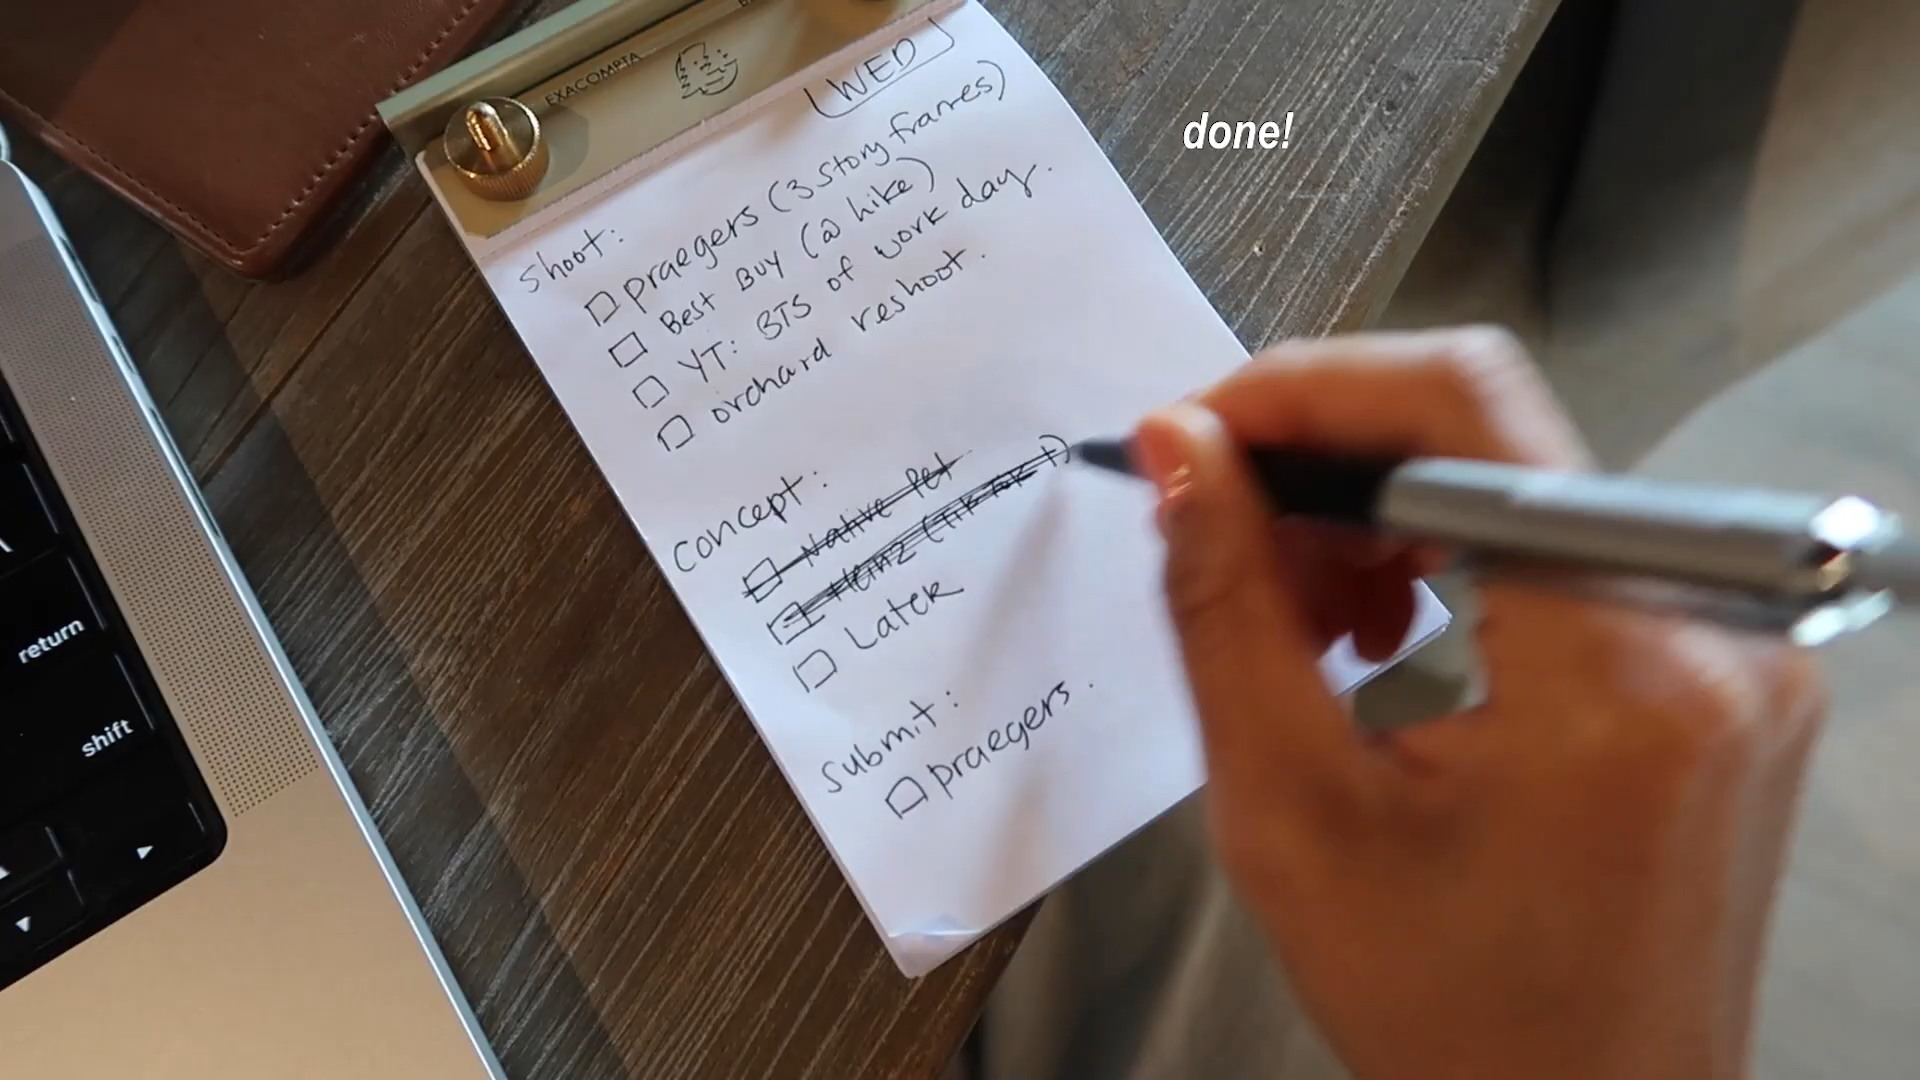 EXACOMPTA
WED
done!
shoot:
praegers (3 story frames)
Best Buy (@ hike)
YT: BTS of work day.
orchard reshoot.
concept:
Native Pet
Heinz (TikTok 1)
Later
submit:
praegers.
return
shift